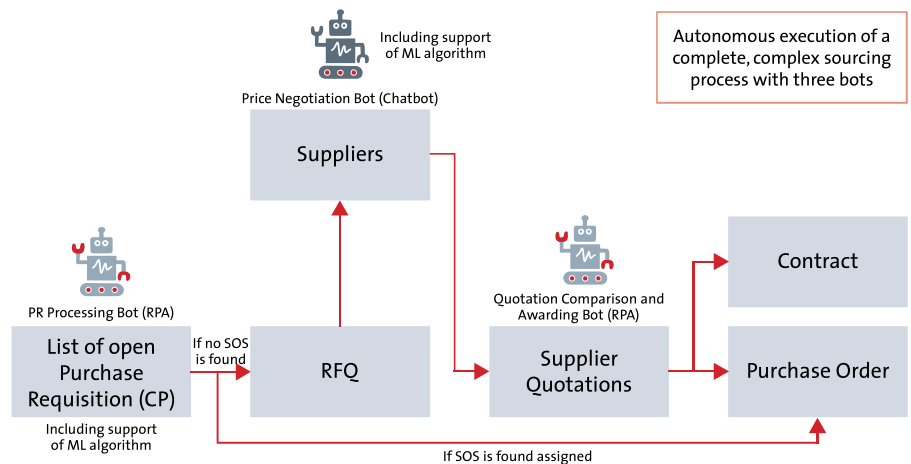 Including support
of ML algorithm
Autonomous execution of a
complete, complex sourcing
process with three bots
Price Negotiation Bot (Chatbot)
Suppliers
PR Processing Bot (RPA)
List of open
Purchase
Requisition (CP)
Including support
of ML algorithm
If no SOS
is found
RFQ
Quotation Comparison and
Awarding Bot (RPA)
Supplier
Quotations
Contract
Purchase Order
If SOS is found assigned